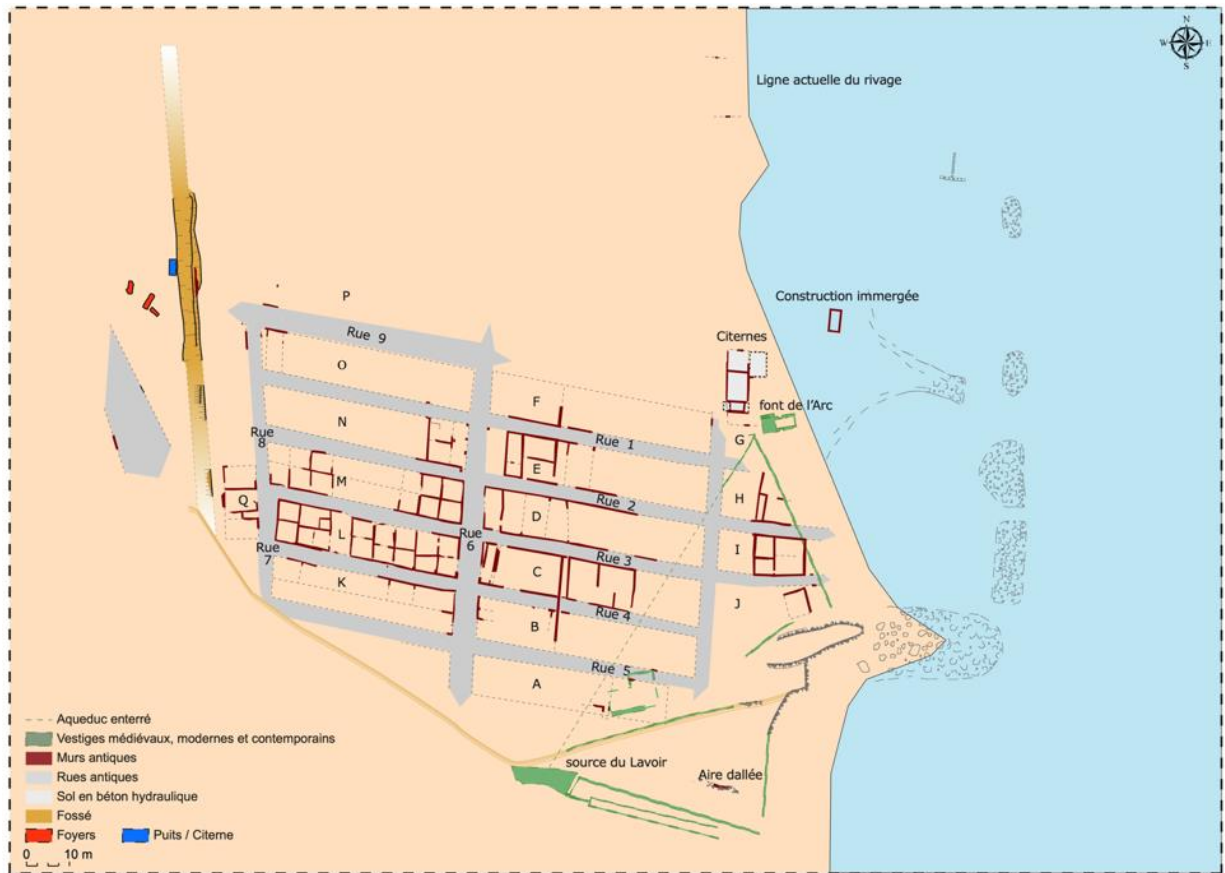 N
W E
S
Ligne actuelle du rivage
Construction immergée
Citernes
font de l'Arc
P
Rue 9
O
F
N
Rue 1
G
Rue
8
E
M
Rue 2
H
Q
D
L
Rue
6
Rue 3
I
Rue
7
C
K
Rue 4
J
B
Rue 5
A
source du Lavoir
Aire dallée
Aqueduc enterré
Vestiges médiévaux, modernes et contemporains
Murs antiques
Rues antiques
Sol en béton hydraulique
Fossé
Foyers Puits / Citerne
0 10 m